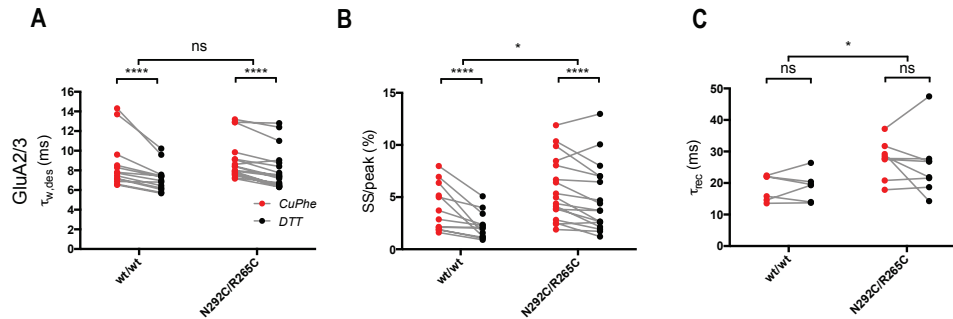 A
ns
****
****
GluA2/3
τw,des (ms)
16
14
12
10
8
6
4
2
0
CuPhe
DTT
wt/wt
N292C/R265C
B
*
****
****
SS/peak (%)
15
10
5
0
wt/wt
N292C/R265C
C
*
ns
ns
τrec (ms)
50
40
30
20
10
0
wt/wt
N292C/R265C